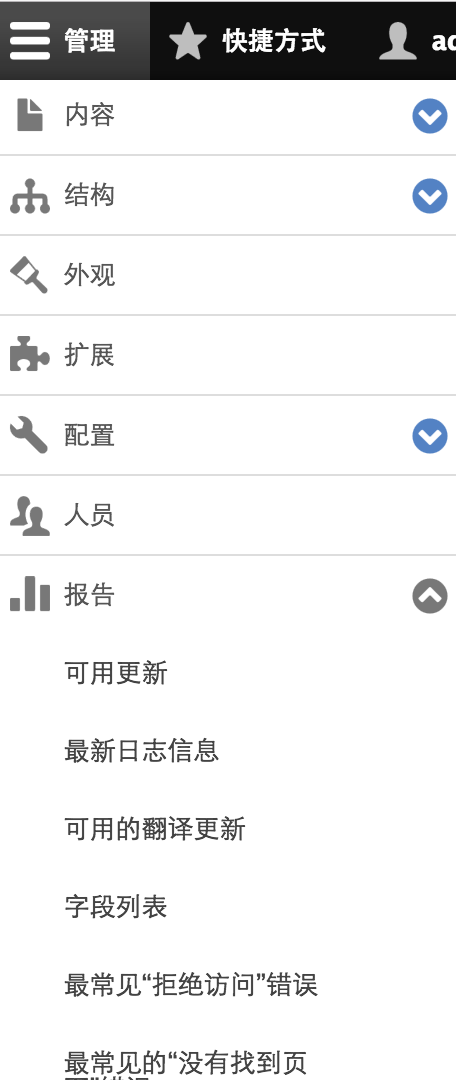 管理 快捷方式
内容
结构
外观
扩展
配置
人员
报告
可用更新
最新日志信息
可用的翻译更新
字段列表
最常见“拒绝访问”错误
最常见的“没有找到页